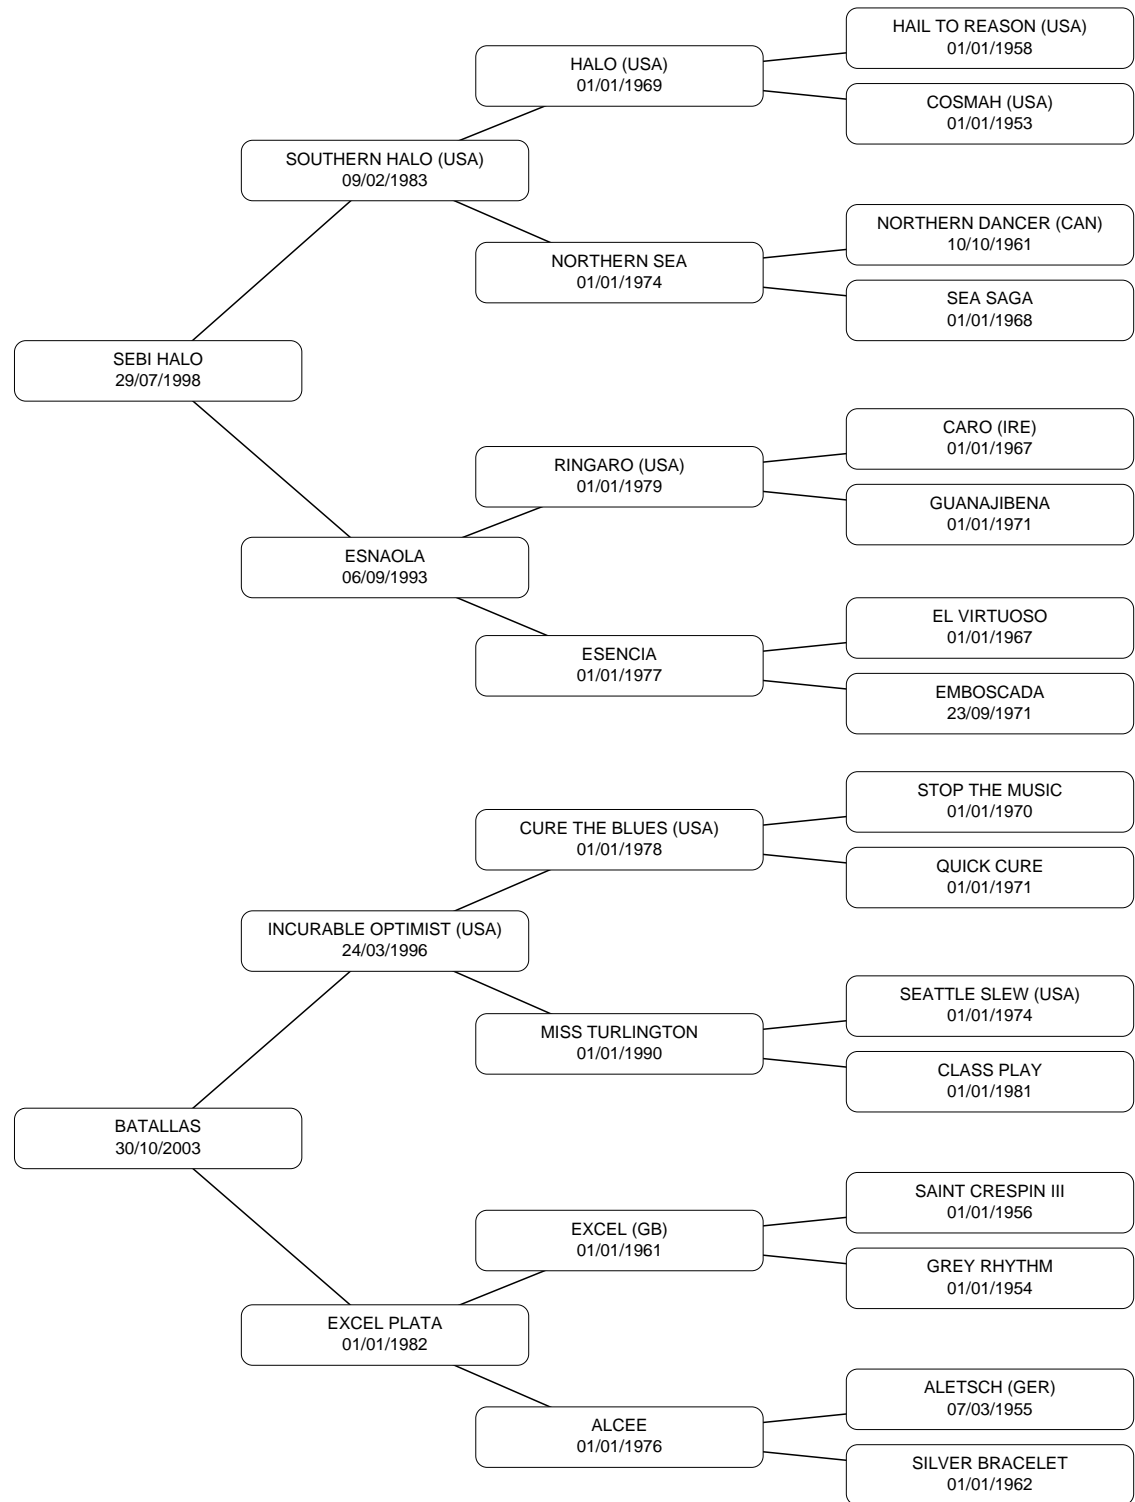 HAIL TO REASON (USA)
01/01/1958
HALO (USA)
01/01/1969
COSMAH (USA)
01/01/1953
SOUTHERN HALO (USA)
09/02/1983
NORTHERN DANCER (CAN)
10/10/1961
NORTHERN SEA
01/01/1974
SEA SAGA
01/01/1968
SEBI HALO
29/07/1998
CARO (IRE)
01/01/1967
RINGARO (USA)
01/01/1979
GUANAJIBENA
01/01/1971
ESNAOLA
06/09/1993
EL VIRTUOSO
01/01/1967
ESENCIA
01/01/1977
EMBOSCADA
23/09/1971
STOP THE MUSIC
01/01/1970
CURE THE BLUES (USA)
01/01/1978
QUICK CURE
01/01/1971
INCURABLE OPTIMIST (USA)
24/03/1996
SEATTLE SLEW (USA)
01/01/1974
MISS TURLINGTON
01/01/1990
CLASS PLAY
01/01/1981
BATALLAS
30/10/2003
SAINT CRESPIN III
01/01/1956
EXCEL (GB)
01/01/1961
GREY RHYTHM
01/01/1954
EXCEL PLATA
01/01/1982
ALETSCH (GER)
07/03/1955
ALCEE
01/01/1976
SILVER BRACELET
01/01/1962